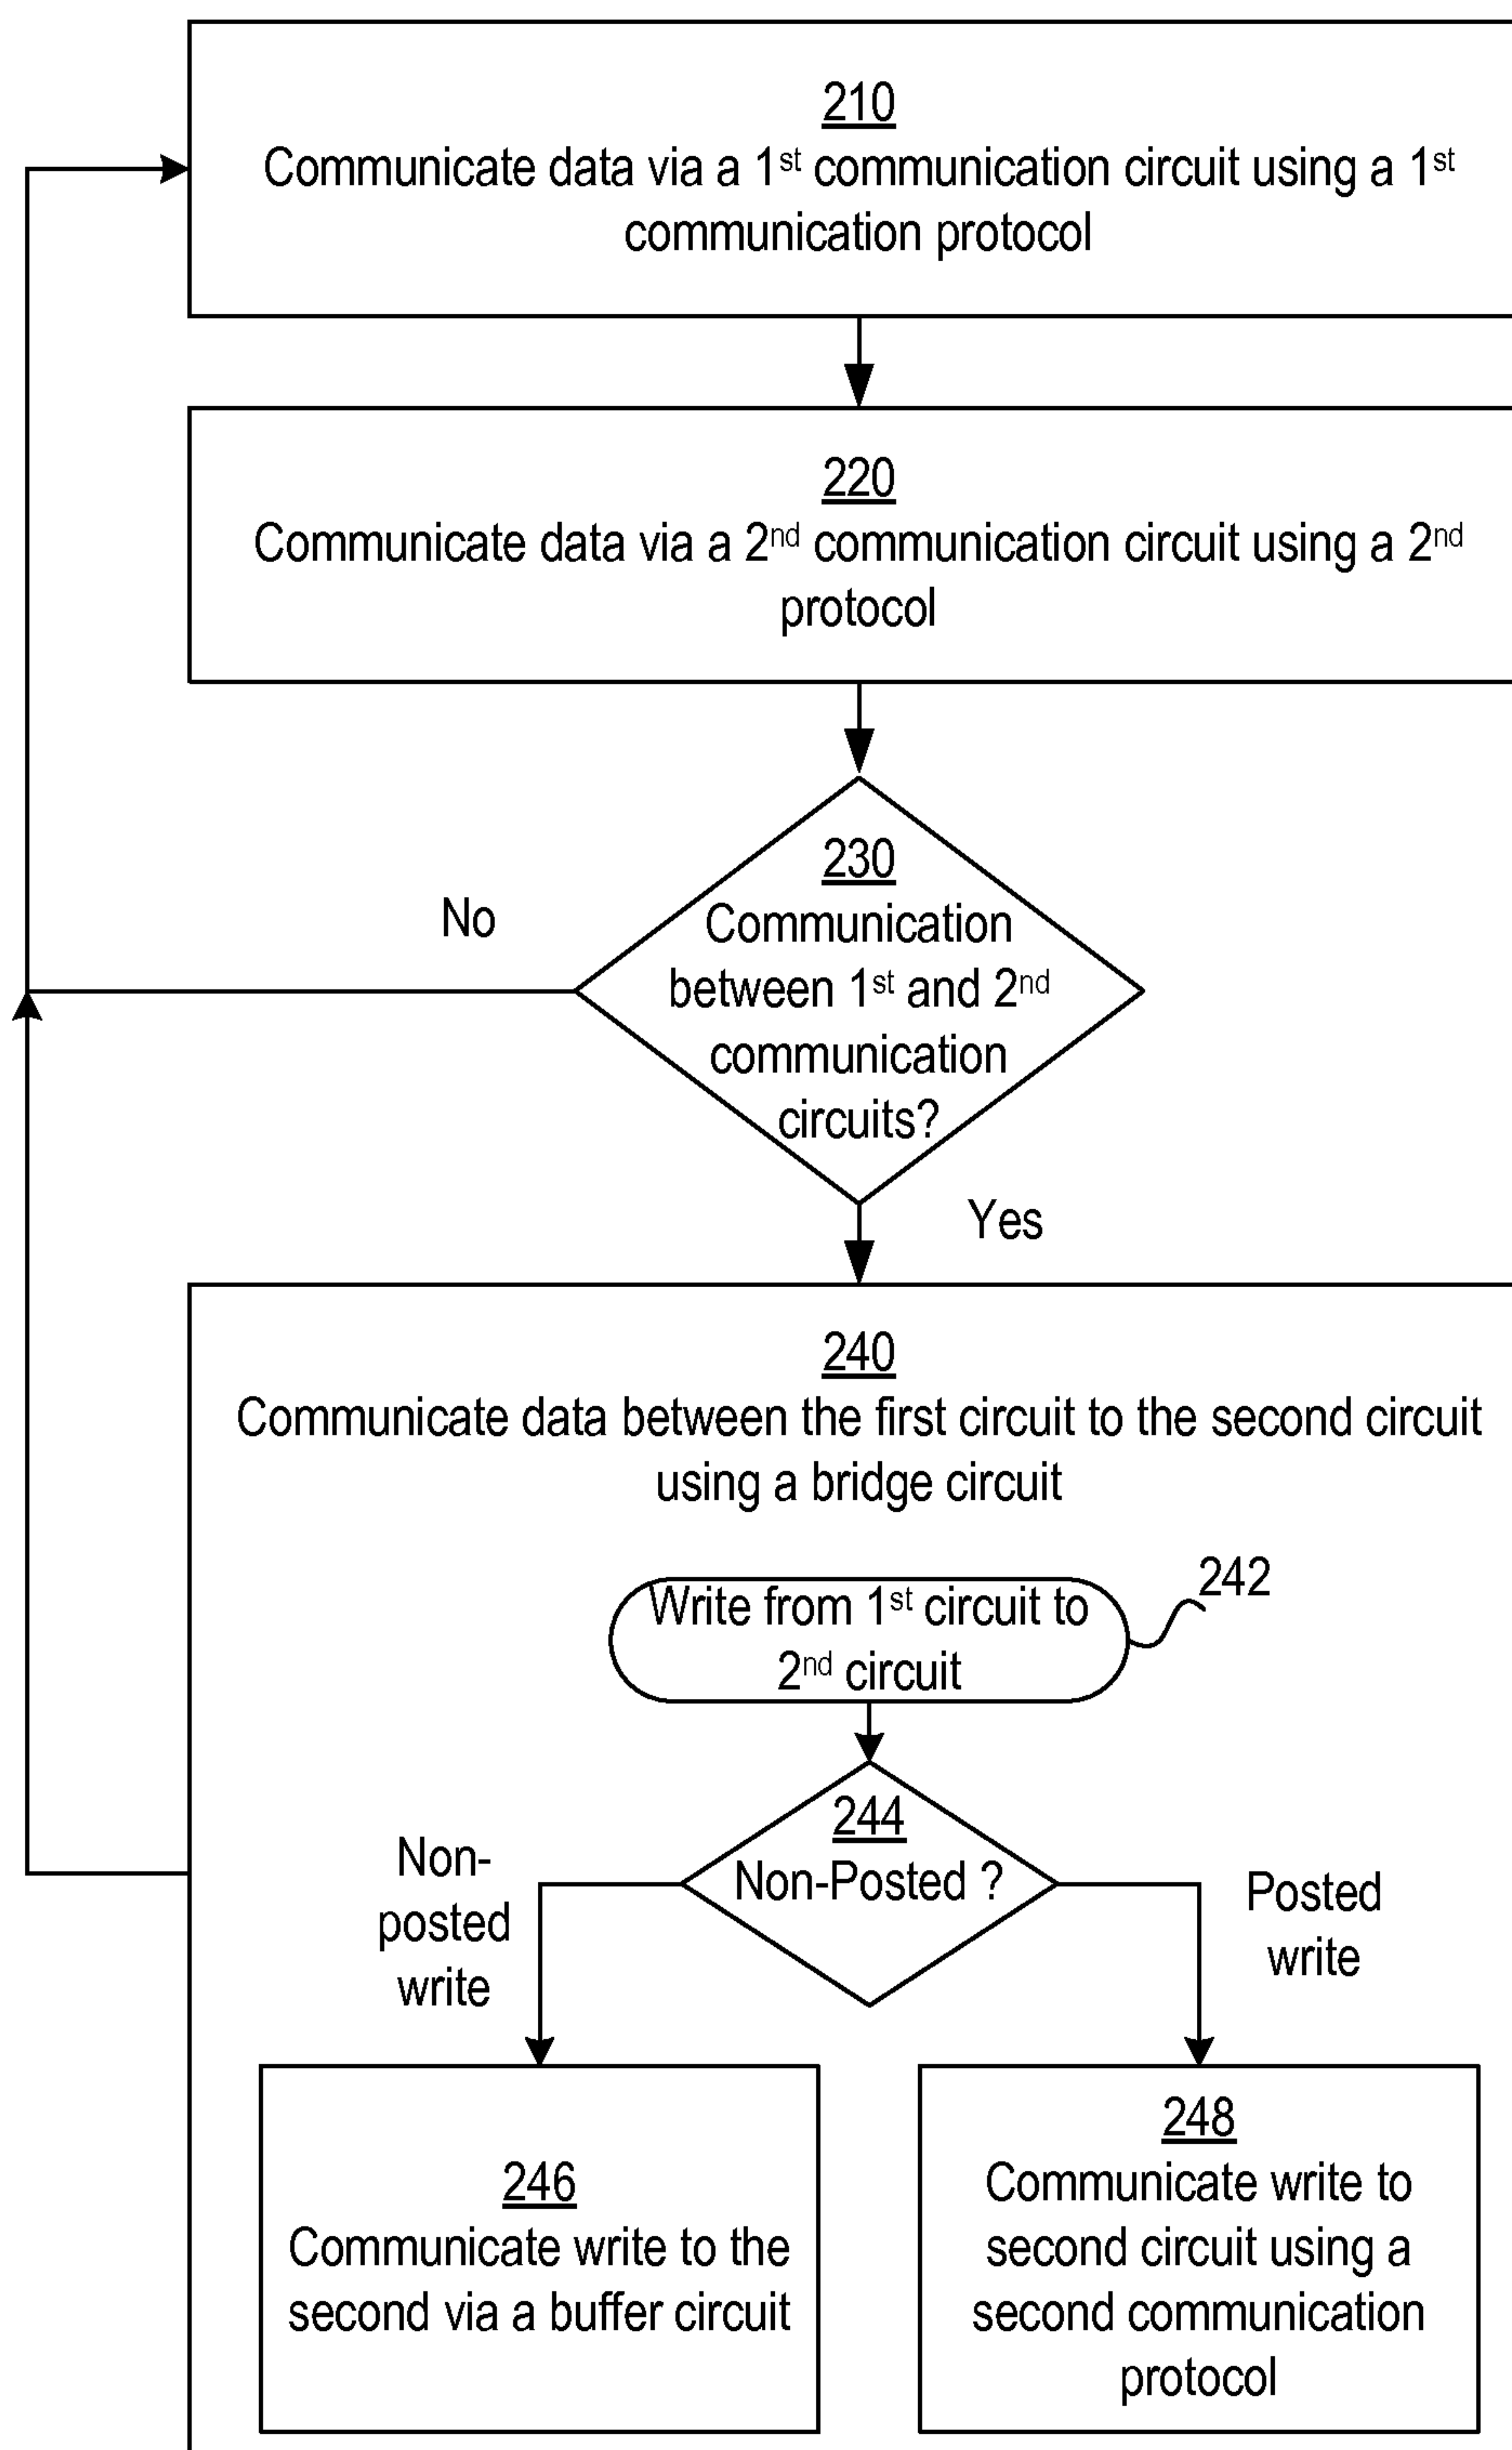 210
Communicate data via a 1st communication circuit using a 1st
communication protocol
220
Communicate data via a 2nd communication circuit using a 2nd
protocol
230
Communication
between 1st and 2nd
communication
circuits?
No
Yes
240
Communicate data between the first circuit to the second circuit
using a bridge circuit
242
Write from 1st circuit to
2nd circuit
244
Non-Posted ?
Non-
posted
write
Posted
write
246
Communicate write to the
second via a buffer circuit
248
Communicate write to
second circuit using a
second communication
protocol